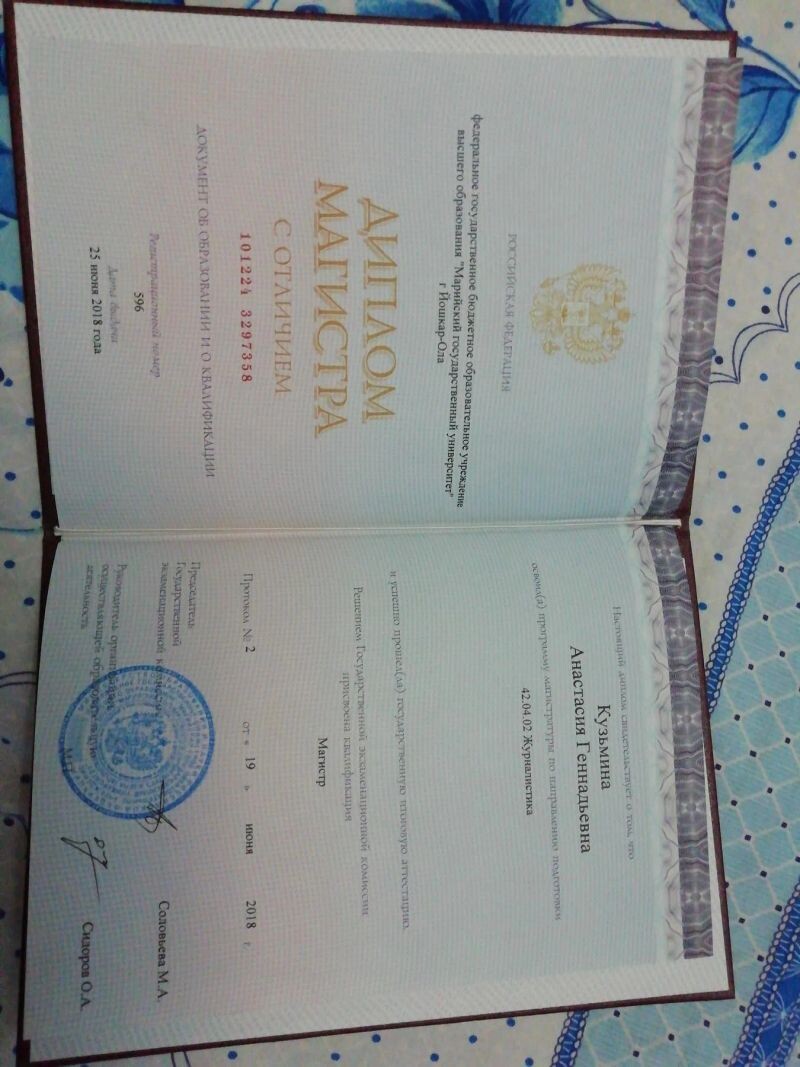 РОССИЙСКАЯ ФЕДЕРАЦИЯ
федеральное государственное бюджетное образовательное учреждение
высшего образования "Марийский государственный университет"
г Йошкар-Ола
ДИПЛОМ
МАГИСТРА
С ОТЛИЧИЕМ
101224 3297358
ДОКУМЕНТ ОБ ОБРАЗОВАНИИ И О КВАЛИФИКАЦИИ
Регистрационный номер
596
Дата выдачи
25 июня 2018 года
Настоящий диплом свидетельствует о том, что
Кузьмина
Анастасия Геннадьевна
освоил(а) программу магистратуры по направлению подготовки
42.04.02 Журналистика
и успешно прошел(ла) государственную итоговую аттестацию.
Решением Государственной экзаменационной комиссии
присвоена квалификация
Магистр
Протокол № 2 от « 19 » июня 2018 г.
Председатель
Государственной
экзаменационной комиссии
Соловьева М.А.
Руководитель организации,
осуществляющей образовательную
деятельность
Сидоров О.А.
М.П.